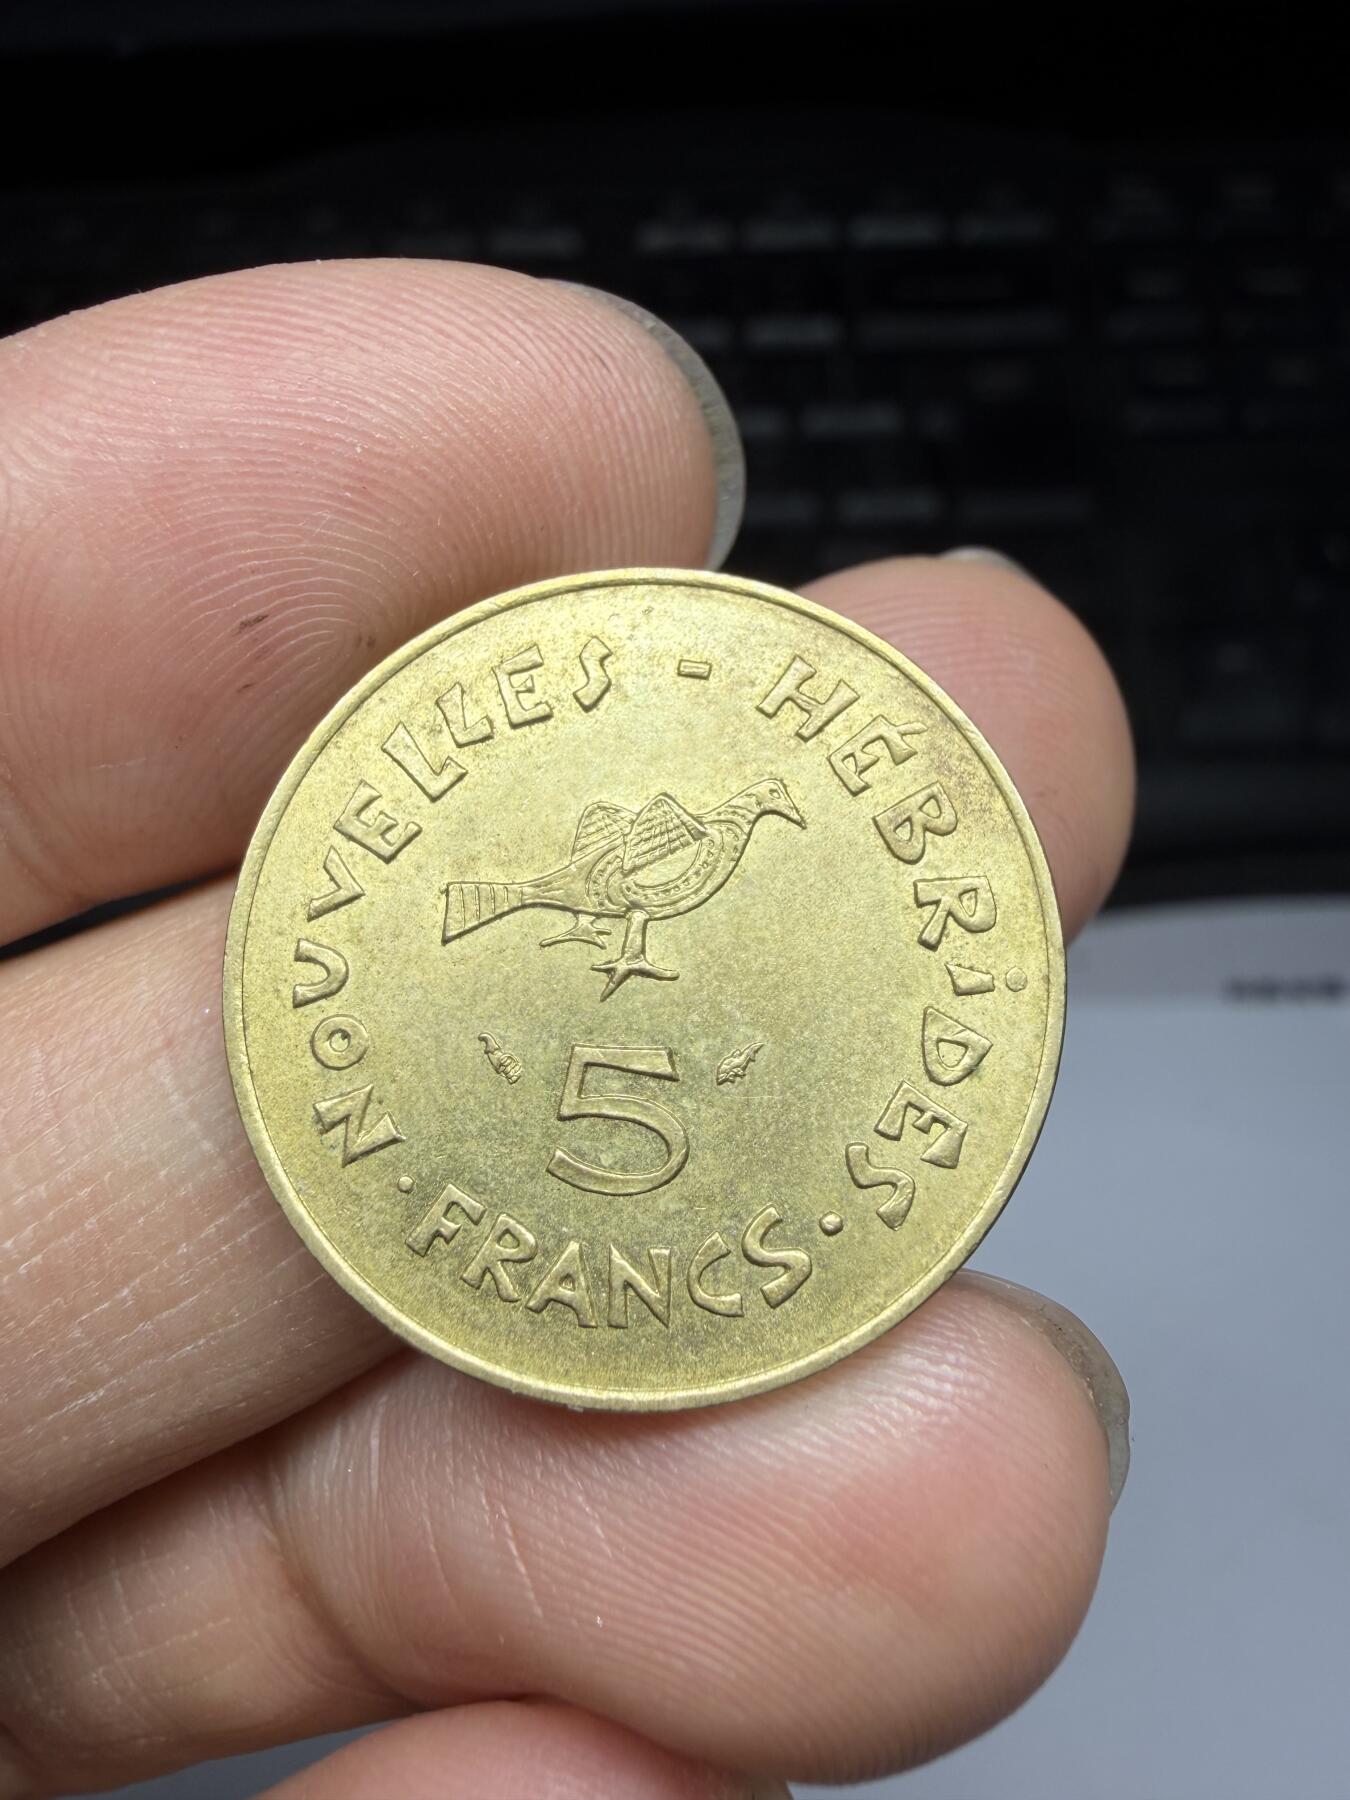 NOUVELLES - HÉBRiDES
5
· FRANCS ·